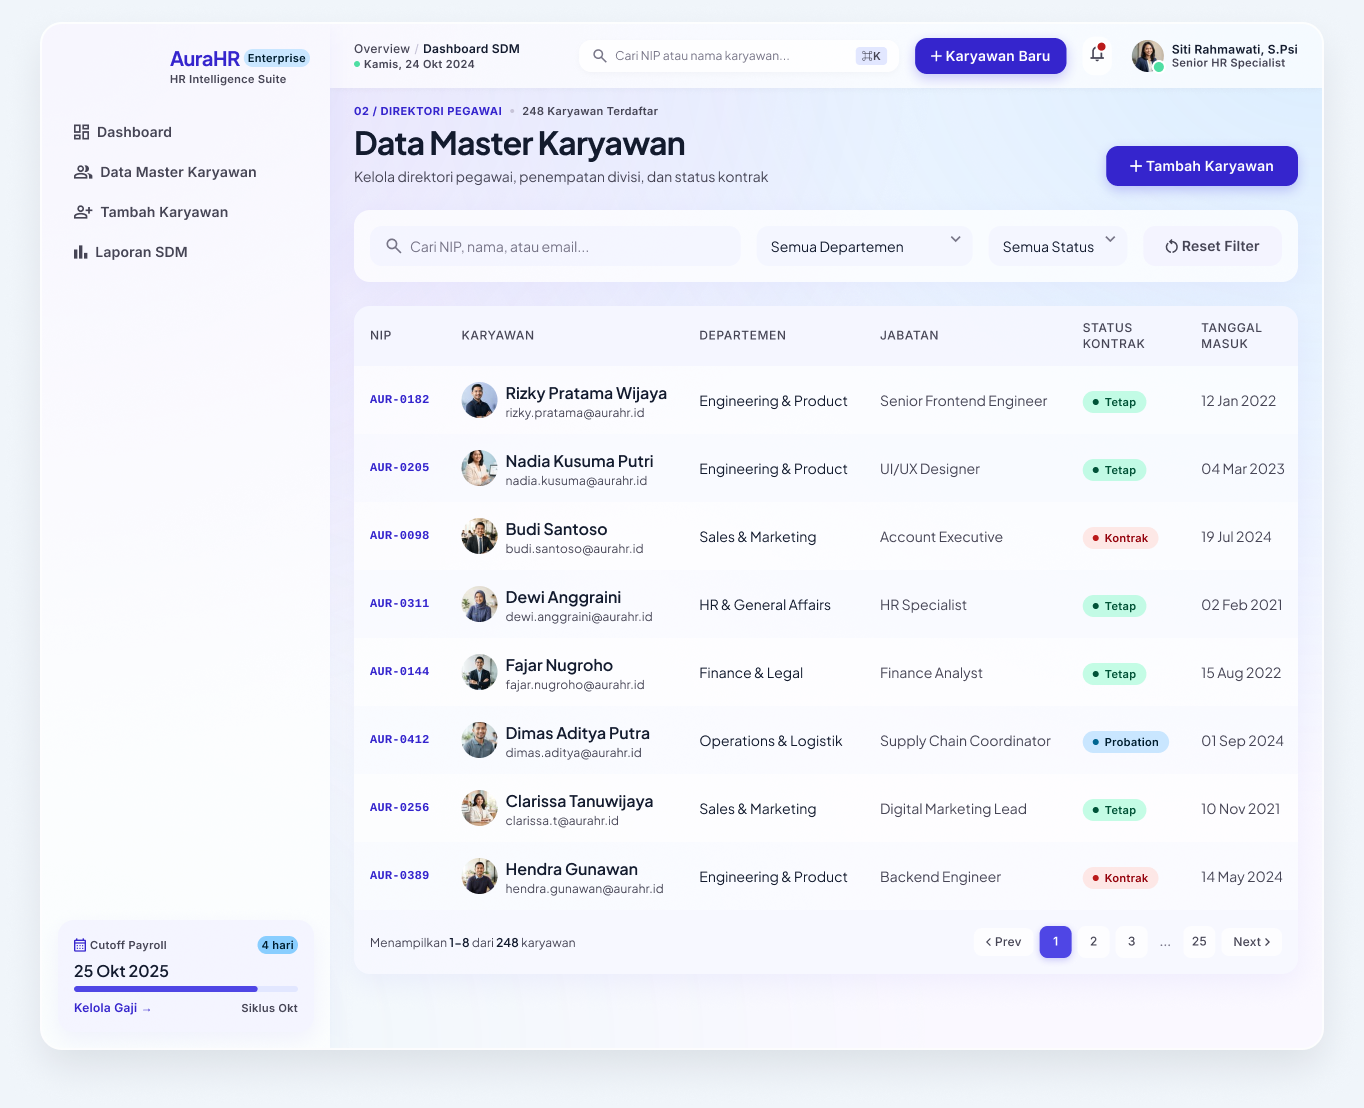 AuraHR Enterprise
HR Intelligence Suite
Dashboard
Data Master Karyawan
Tambah Karyawan
Laporan SDM
Cutoff Payroll 4 hari
25 Okt 2025
Kelola Gaji → Siklus Okt
Overview / Dashboard SDM
Kamis, 24 Okt 2024
Cari NIP atau nama karyawan... ⌘K
+ Karyawan Baru
Siti Rahmawati, S.Psi
Senior HR Specialist
02 / DIREKTORI PEGAWAI • 248 Karyawan Terdaftar
Data Master Karyawan
Kelola direktori pegawai, penempatan divisi, dan status kontrak
+ Tambah Karyawan
Cari NIP, nama, atau email... Semua Departemen Semua Status Reset Filter
NIP KARYAWAN DEPARTEMEN JABATAN STATUS KONTRAK TANGGAL MASUK
AUR-0182 Rizky Pratama Wijaya Engineering & Product Senior Frontend Engineer • Tetap 12 Jan 2022
rizky.pratama@aurahr.id
AUR-0205 Nadia Kusuma Putri Engineering & Product UI/UX Designer • Tetap 04 Mar 2023
nadia.kusuma@aurahr.id
AUR-0098 Budi Santoso Sales & Marketing Account Executive • Kontrak 19 Jul 2024
budi.santoso@aurahr.id
AUR-0311 Dewi Anggraini HR & General Affairs HR Specialist • Tetap 02 Feb 2021
dewi.anggraini@aurahr.id
AUR-0144 Fajar Nugroho Finance & Legal Finance Analyst • Tetap 15 Aug 2022
fajar.nugroho@aurahr.id
AUR-0412 Dimas Aditya Putra Operations & Logistik Supply Chain Coordinator • Probation 01 Sep 2024
dimas.aditya@aurahr.id
AUR-0256 Clarissa Tanuwijaya Sales & Marketing Digital Marketing Lead • Tetap 10 Nov 2021
clarissa.t@aurahr.id
AUR-0389 Hendra Gunawan Engineering & Product Backend Engineer • Kontrak 14 May 2024
hendra.gunawan@aurahr.id
Menampilkan 1–8 dari 248 karyawan
‹ Prev 1 2 3 ... 25 Next ›